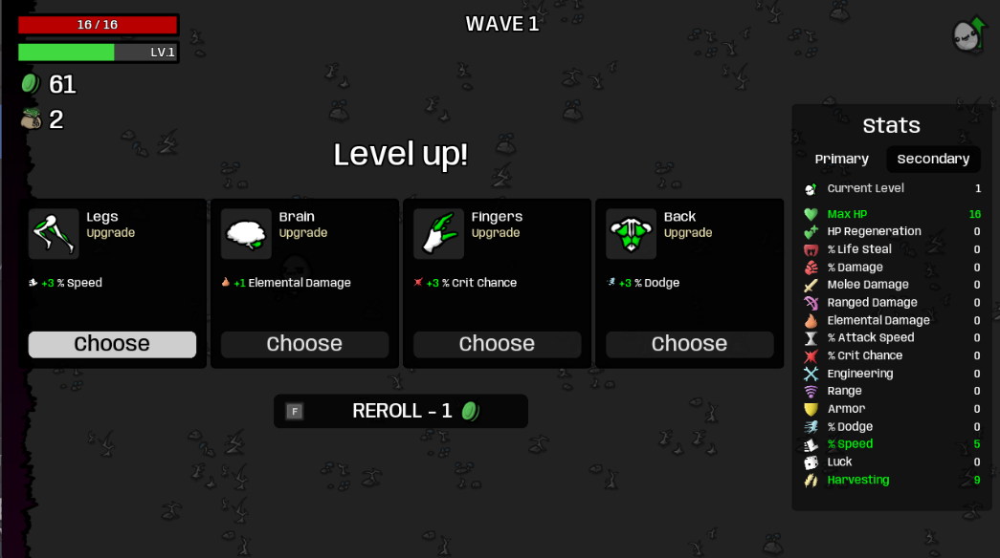 16 / 16
LV.1
61
2
WAVE 1
Level up!
Legs
Upgrade
+3 % Speed
Choose
Brain
Upgrade
+1 Elemental Damage
Choose
Fingers
Upgrade
+3 % Crit Chance
Choose
Back
Upgrade
+3 % Dodge
Choose
F REROLL - 1
Stats
Primary Secondary
Current Level 1
Max HP 16
HP Regeneration 0
% Life Steal 0
% Damage 0
Melee Damage 0
Ranged Damage 0
Elemental Damage 0
% Attack Speed 0
% Crit Chance 0
Engineering 0
Range 0
Armor 0
% Dodge 0
% Speed 5
Luck 0
Harvesting 9